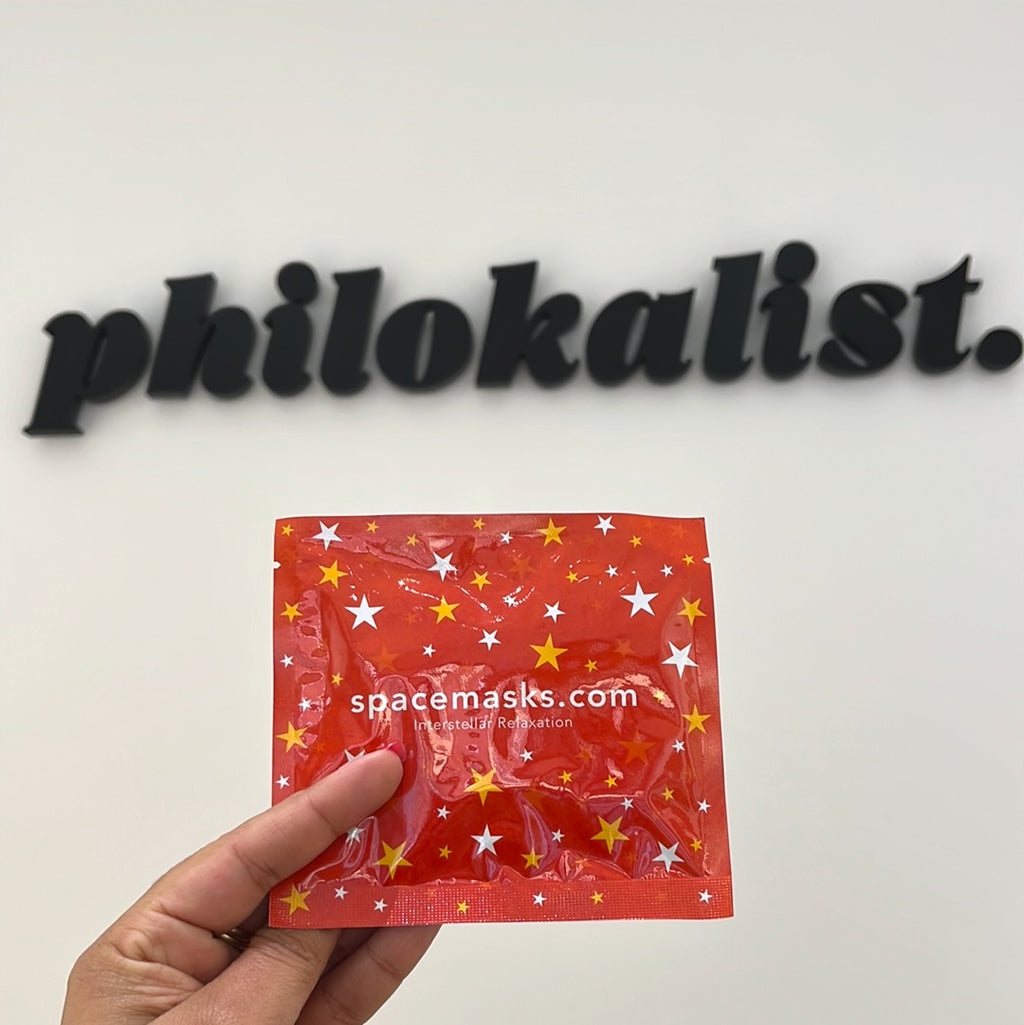 philokalist.
spacemasks.com
Interstellar Relaxation